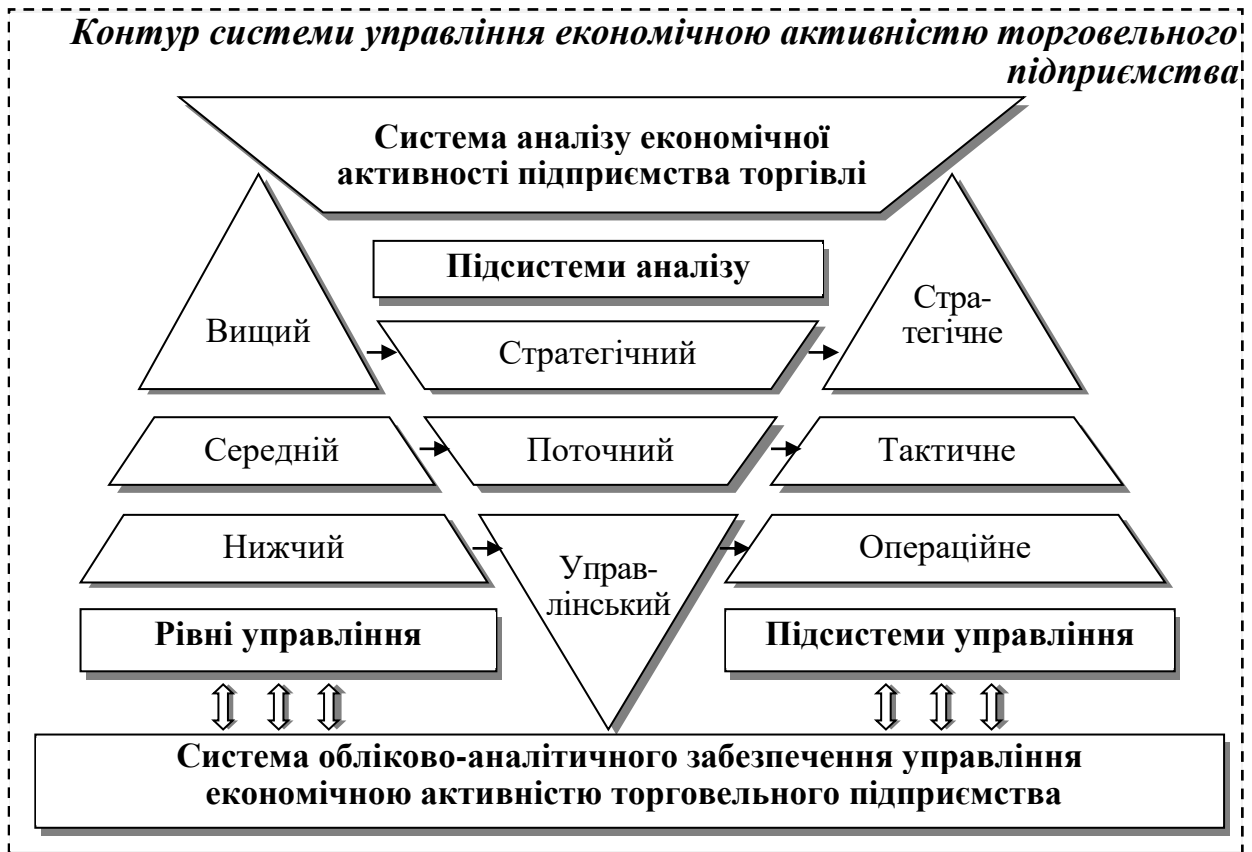 Контур системи управління економічною активністю торговельного
підприємства
Система аналізу економічної
активності підприємства торгівлі
Підсистеми аналізу
Вищий
Стратегічний
Стра-
тегічне
Середній
Поточний
Тактичне
Нижчий
Управ-
лінський
Операційне
Рівні управління
Підсистеми управління
Система обліково-аналітичного забезпечення управління
економічною активністю торговельного підприємства